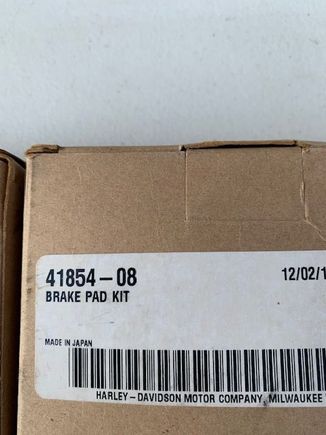 41854-08 12/02/1
BRAKE PAD KIT
MADE IN JAPAN
HARLEY-DAVIDSON MOTOR COMPANY, MILWAUKEE